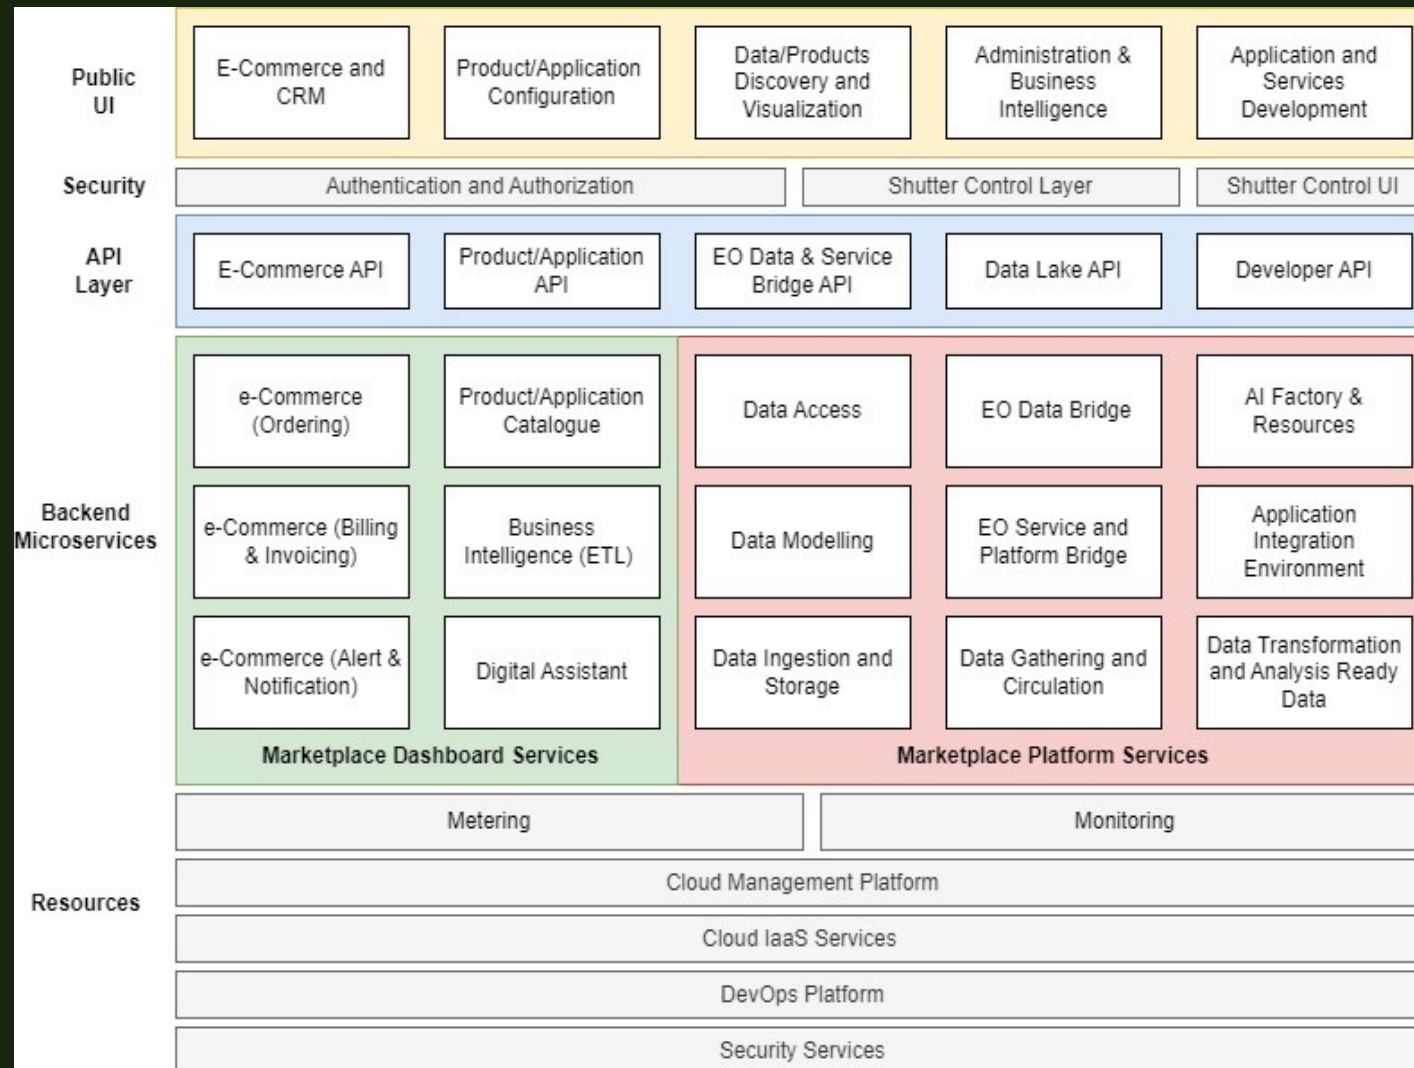 Public
UI
E-Commerce and
CRM
Product/Application
Configuration
Data/Products
Discovery and
Visualization
Administration &
Business
Intelligence
Application and
Services
Development
Security
Authentication and Authorization
Shutter Control Layer
Shutter Control UI
API
Layer
E-Commerce API
Product/Application
API
EO Data & Service
Bridge API
Data Lake API
Developer API
Backend
Microservices
e-Commerce
(Ordering)
Product/Application
Catalogue
Data Access
EO Data Bridge
AI Factory &
Resources
e-Commerce (Billing
& Invoicing)
Business
Intelligence (ETL)
Data Modelling
EO Service and
Platform Bridge
Application
Integration
Environment
e-Commerce (Alert &
Notification)
Digital Assistant
Data Ingestion and
Storage
Data Gathering and
Circulation
Data Transformation
and Analysis Ready
Data
Marketplace Dashboard Services
Marketplace Platform Services
Resources
Metering
Monitoring
Cloud Management Platform
Cloud IaaS Services
DevOps Platform
Security Services